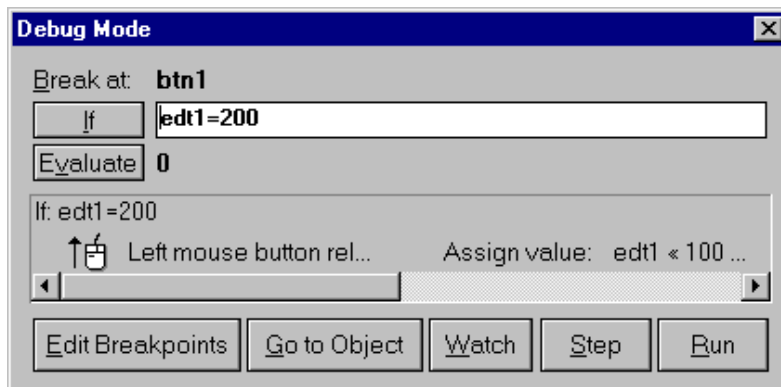 Debug Mode
Break at: btn1
If edt1=200
Evaluate 0
If: edt1=200
Left mouse button rel... Assign value: edt1 « 100 ...
Edit Breakpoints Go to Object Watch Step Run